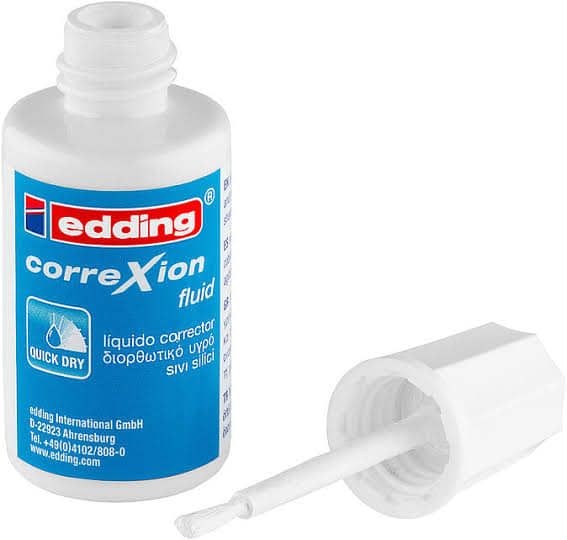 edding®
correXion
fluid
QUICK DRY
líquido corrector
διορθωτικό υγρό
sıvı silici
edding International GmbH
D-22923 Ahrensburg
Tel. +49(0)4102/808-0
www.edding.com